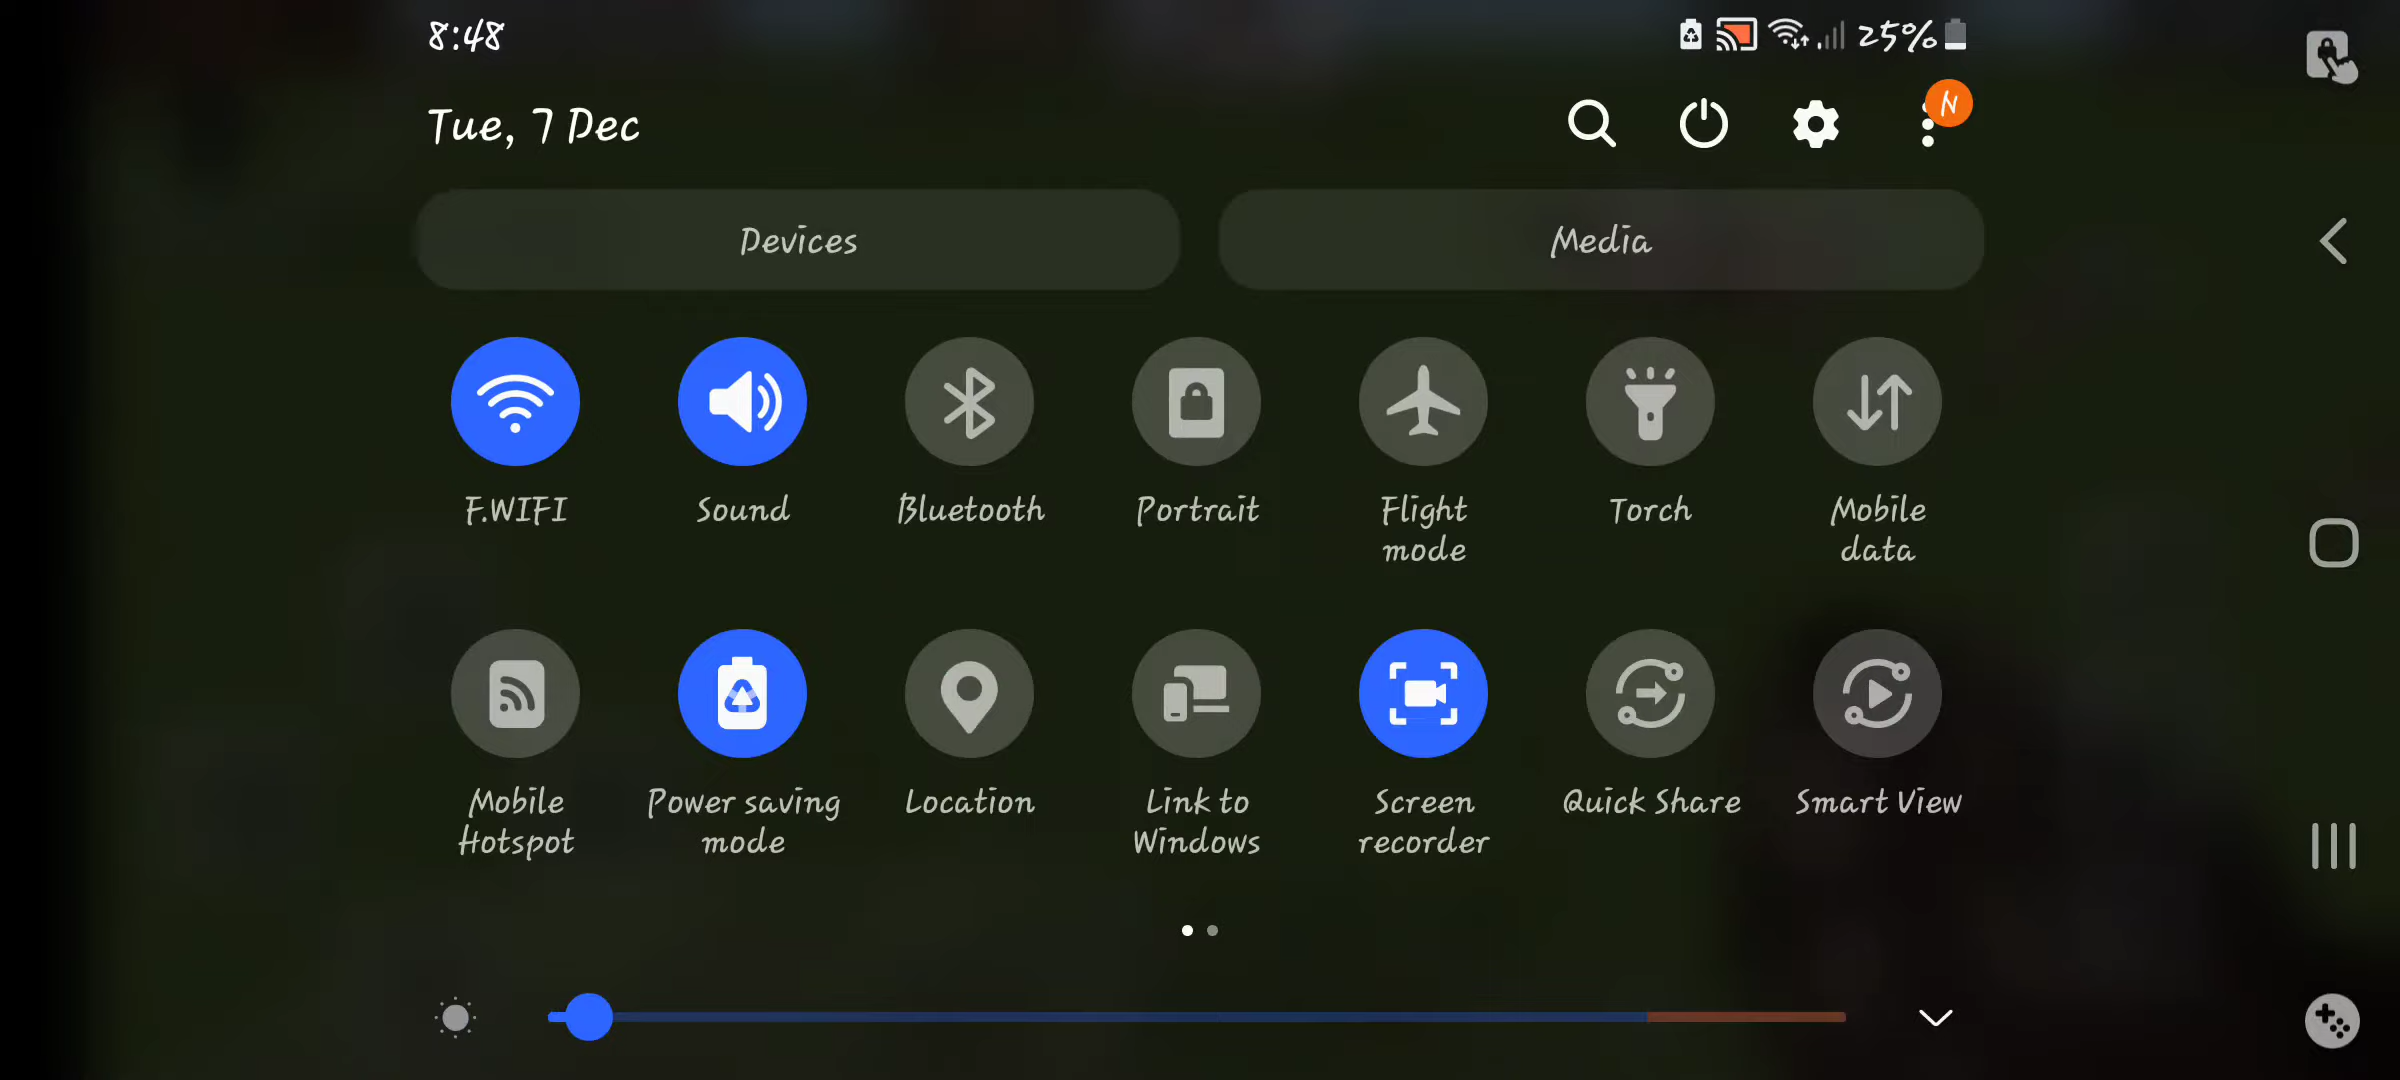 8:48
25%
Tue, 7 Dec
N
Devices
Media
F.WIFI
Sound
Bluetooth
Portrait
Flight
mode
Torch
Mobile
data
Mobile
Hotspot
Power saving
mode
Location
Link to
Windows
Screen
recorder
Quick Share
Smart View